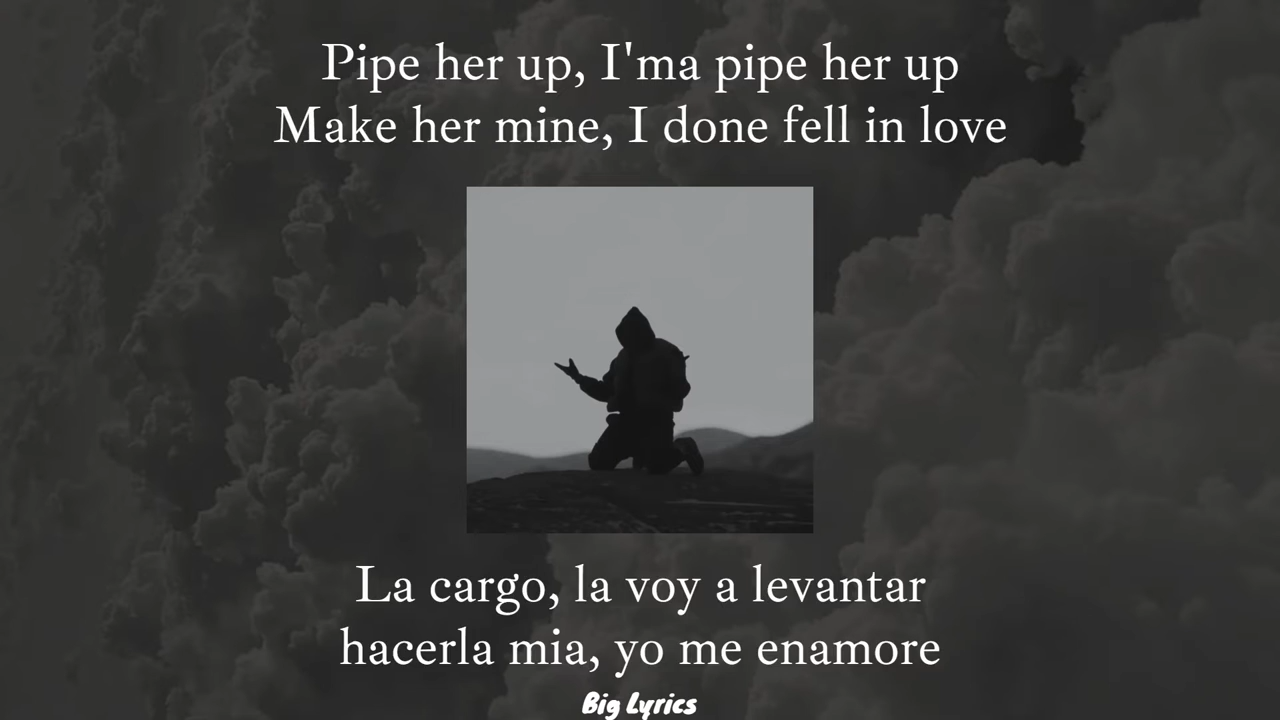 Pipe her up, I'ma pipe her up
Make her mine, I done fell in love
La cargo, la voy a levantar
hacerla mia, yo me enamore
Big Lyrics